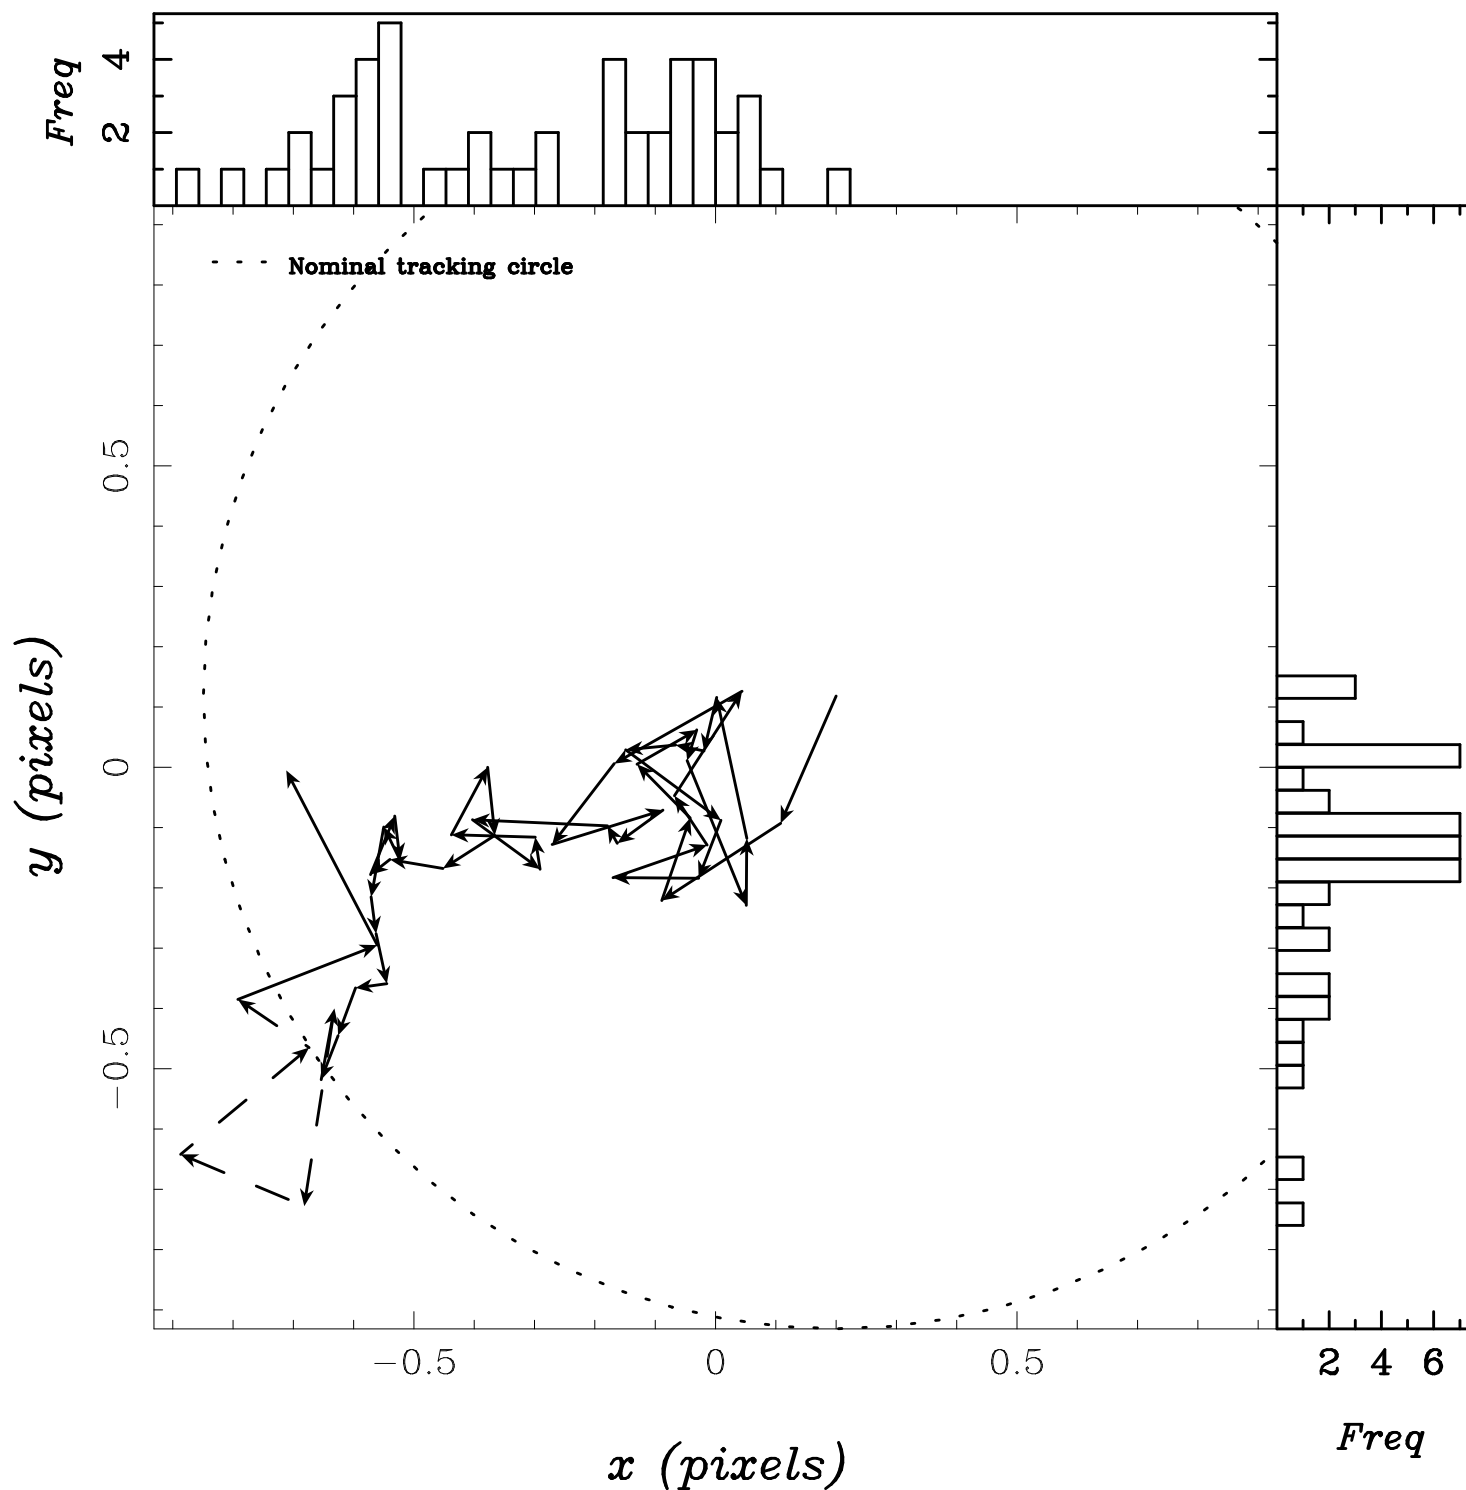 Freq
4
2
Nominal tracking circle
y (pixels)
0.5
0
−0.5
−0.5 0 0.5
2 4 6
Freq
x (pixels)